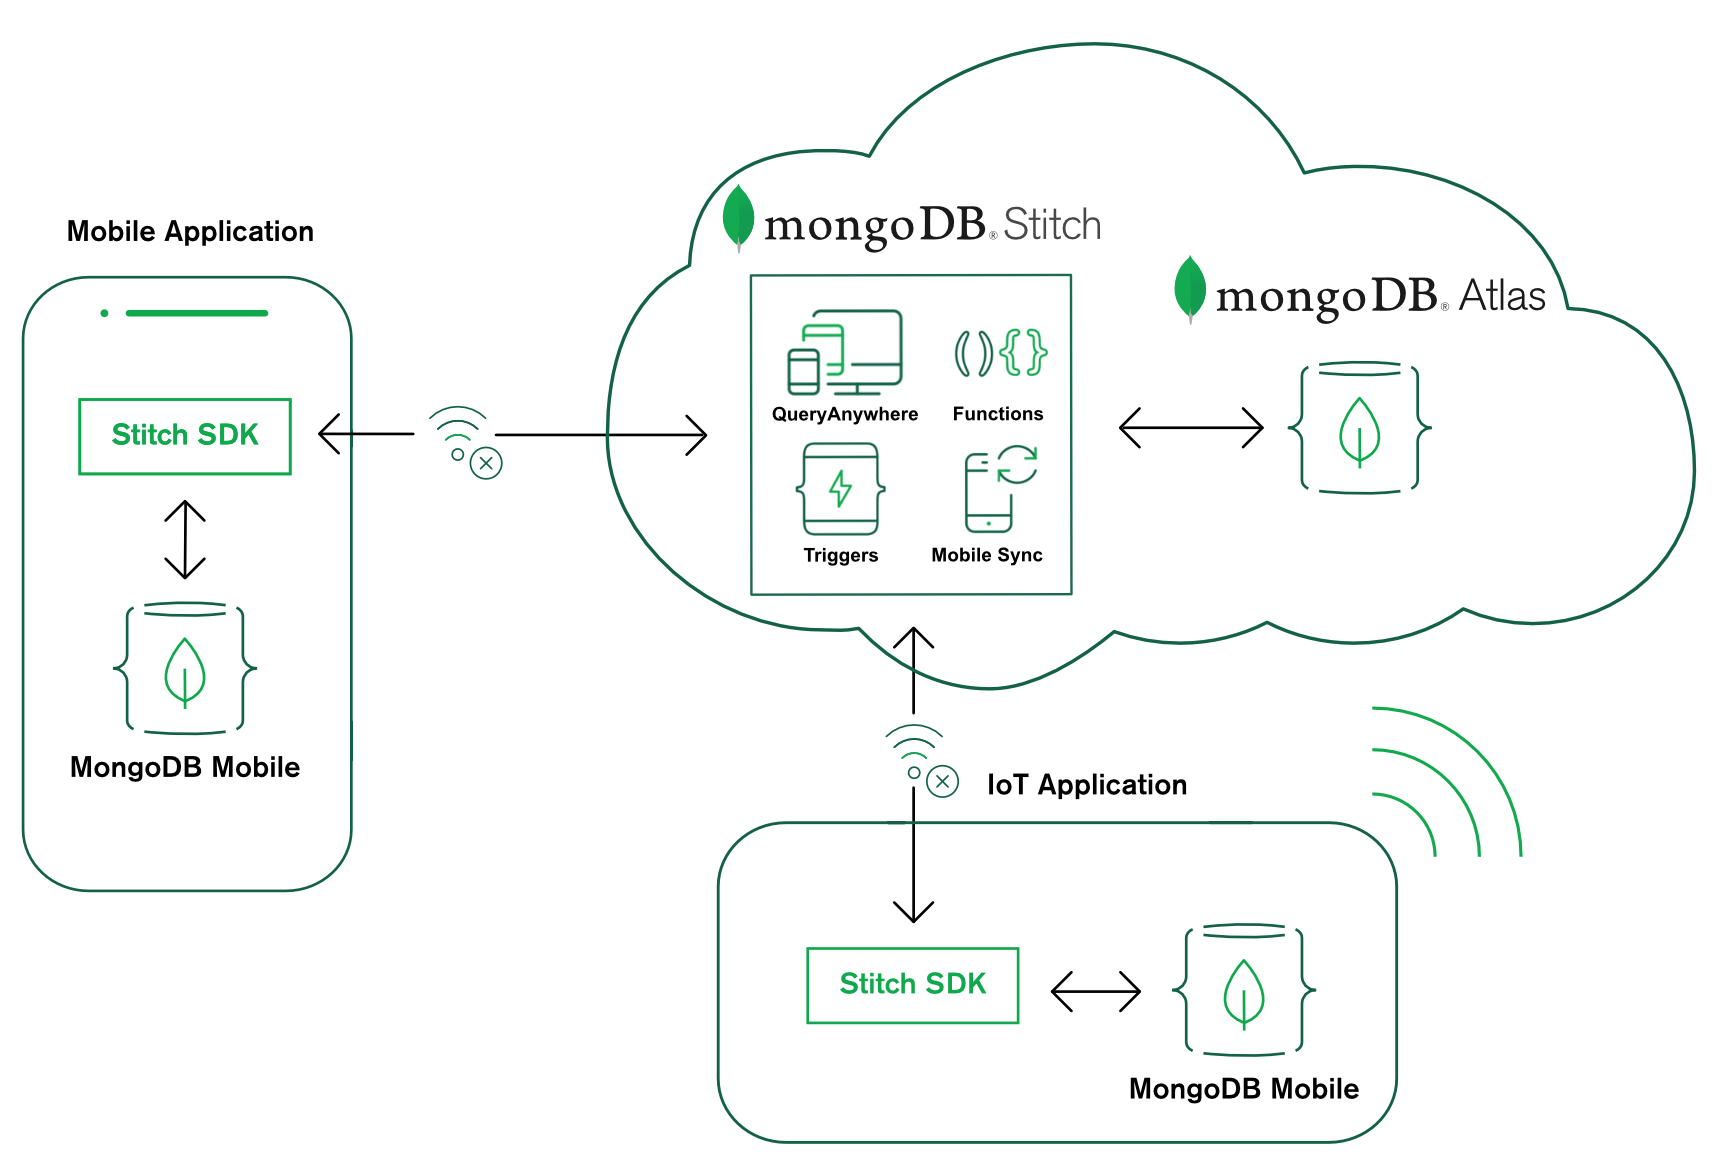 mongoDB® Stitch
Mobile Application
mongoDB® Atlas
QueryAnywhere
Functions
Stitch SDK
Triggers
Mobile Sync
MongoDB Mobile
IoT Application
Stitch SDK
MongoDB Mobile